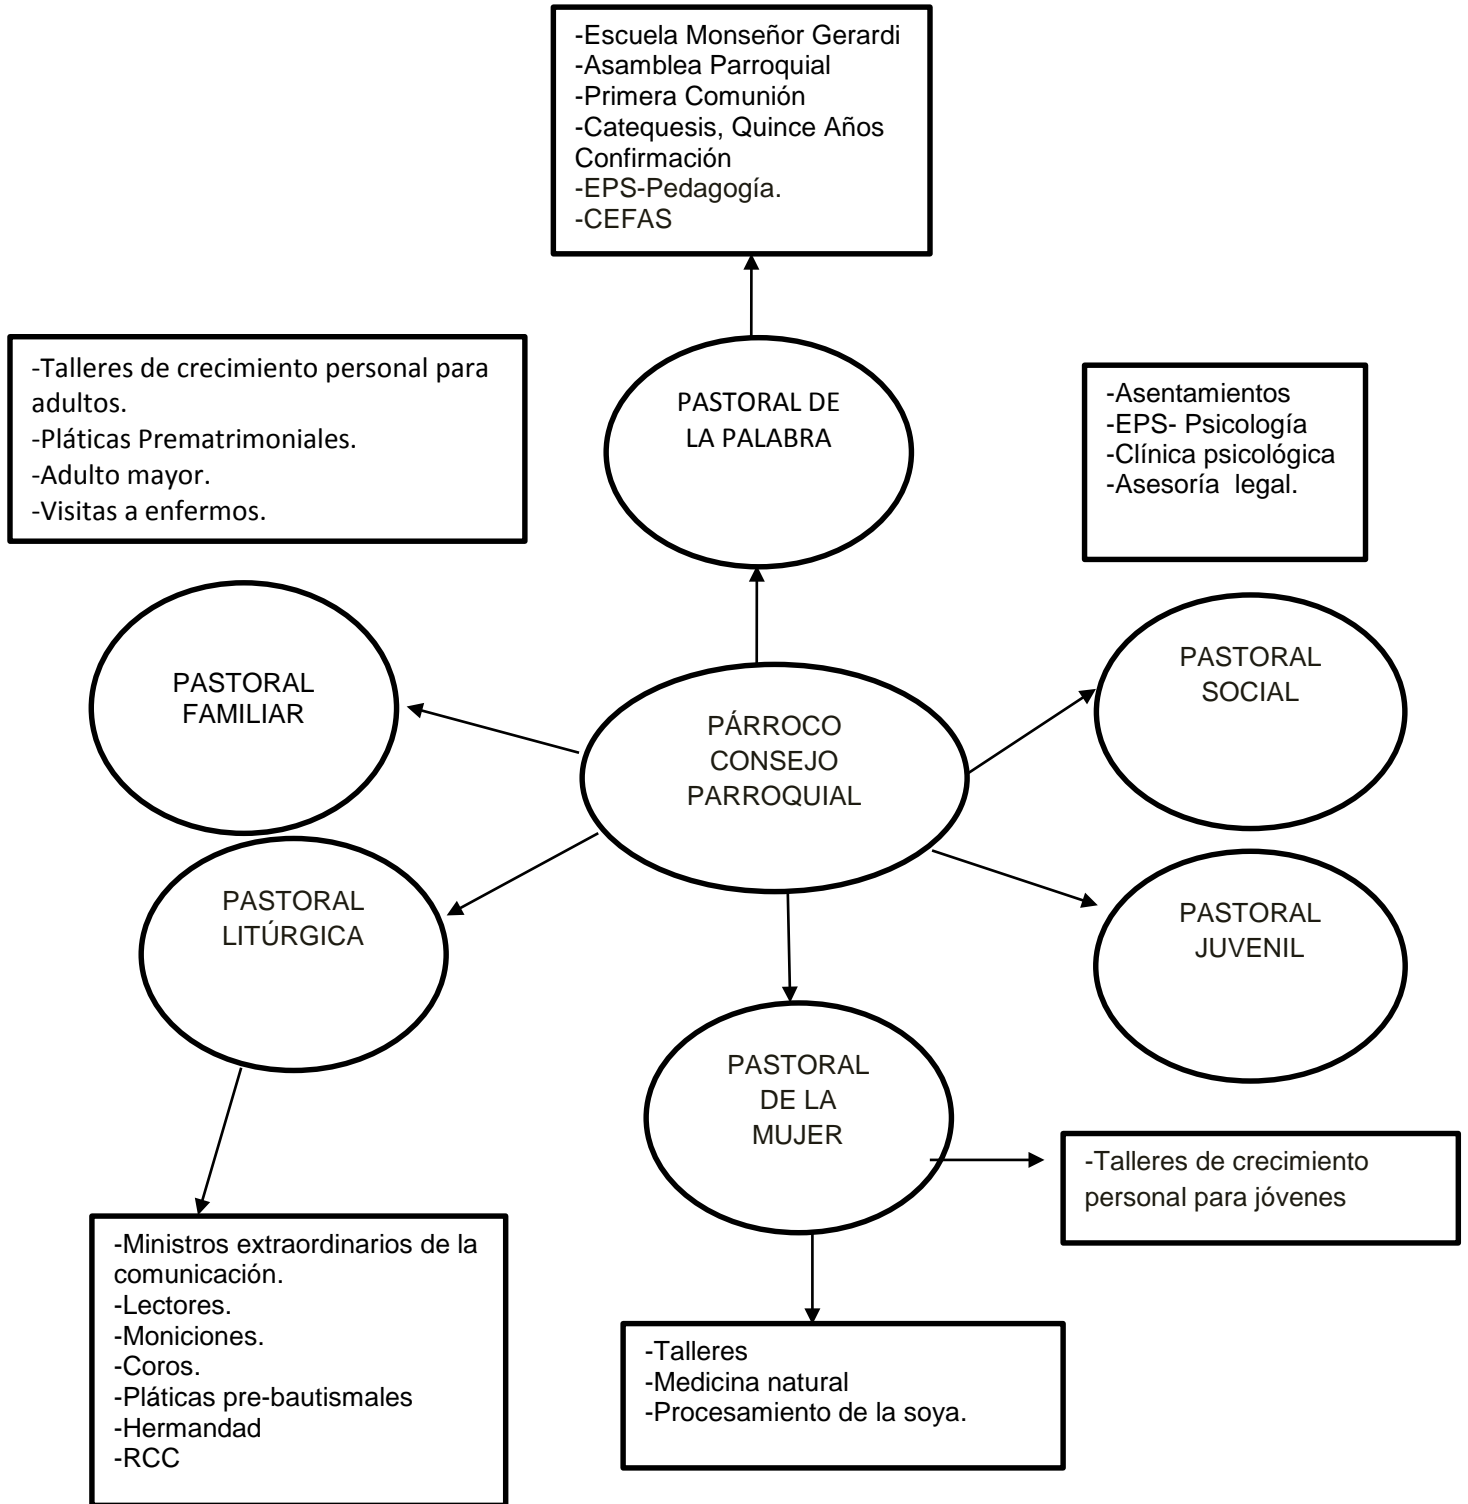 -Escuela Monseñor Gerardi
-Asamblea Parroquial
-Primera Comunión
-Catequesis, Quince Años
Confirmación
-EPS-Pedagogía.
-CEFAS
-Talleres de crecimiento personal para
adultos.
-Pláticas Prematrimoniales.
-Adulto mayor.
-Visitas a enfermos.
PASTORAL DE
LA PALABRA
-Asentamientos
-EPS- Psicología
-Clínica psicológica
-Asesoría  legal.
PASTORAL
FAMILIAR
PÁRROCO
CONSEJO
PARROQUIAL
PASTORAL
SOCIAL
PASTORAL
LITÚRGICA
PASTORAL
JUVENIL
PASTORAL
DE LA
MUJER
-Talleres de crecimiento
personal para jóvenes
-Ministros extraordinarios de la
comunicación.
-Lectores.
-Moniciones.
-Coros.
-Pláticas pre-bautismales
-Hermandad
-RCC
-Talleres
-Medicina natural
-Procesamiento de la soya.